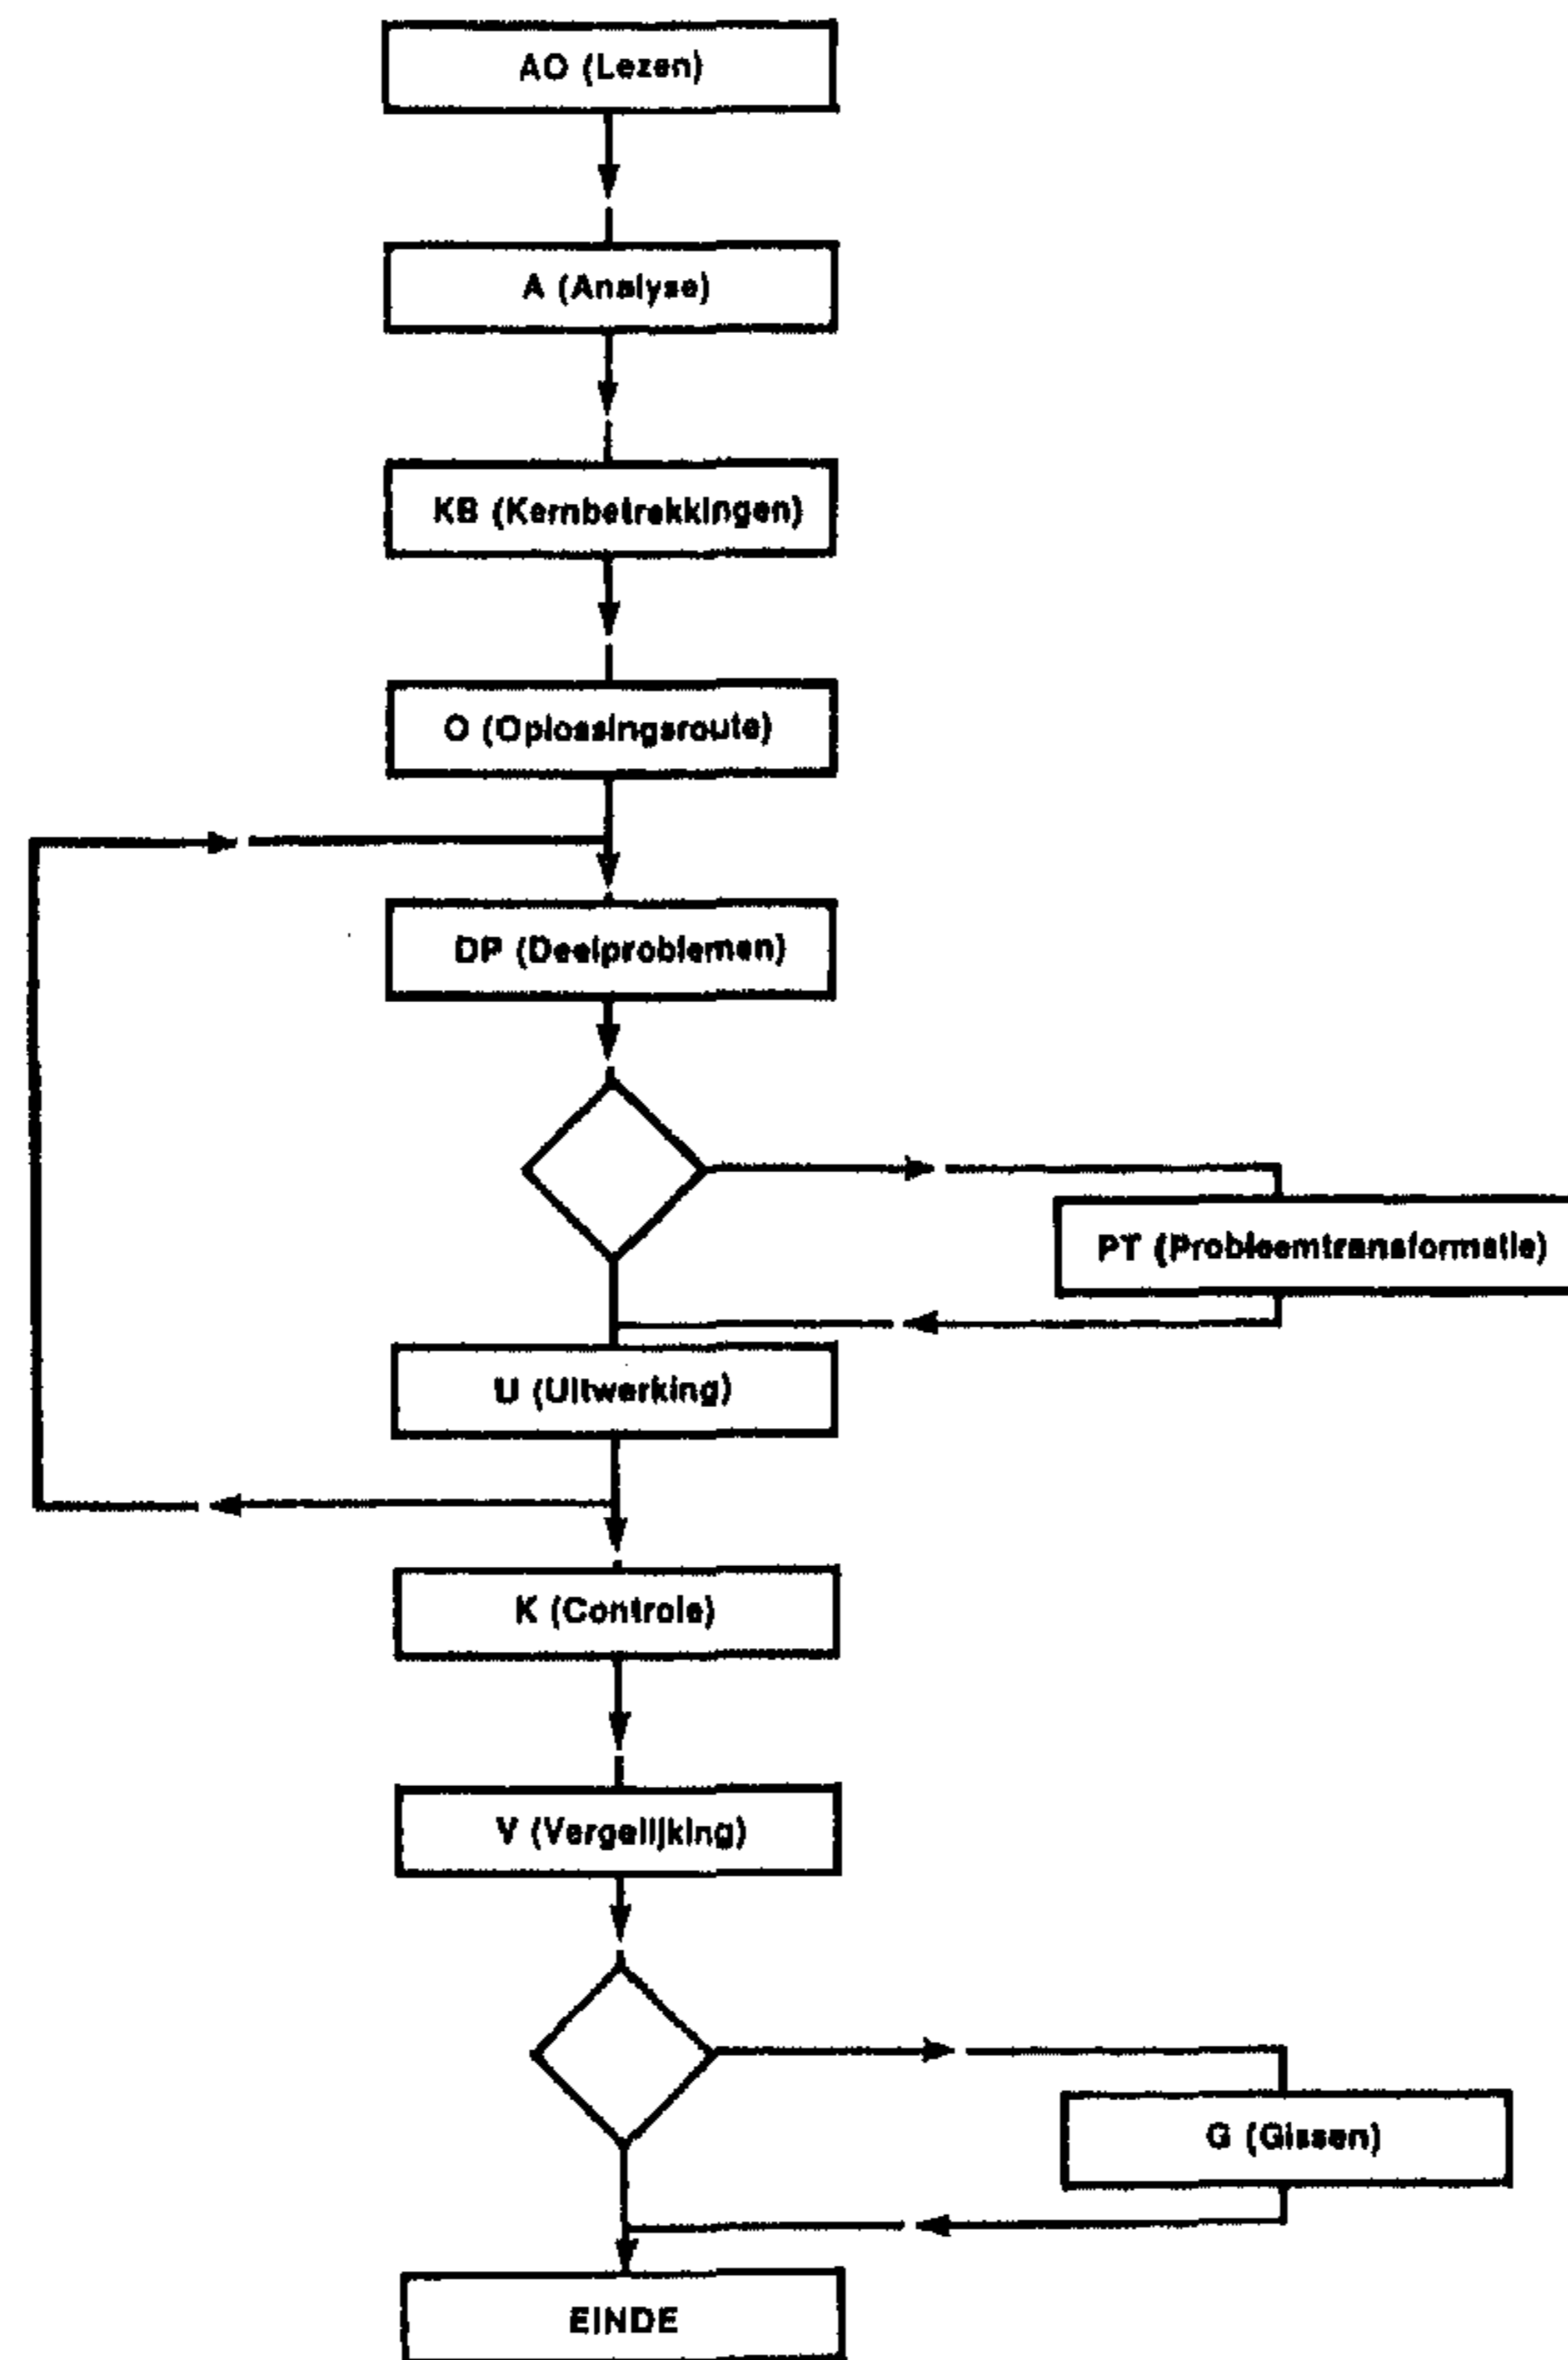 AO (Lezen)
A (Analyse)
KB (Kernbetrekkingen)
O (Oplossingsroute)
DP (Deelproblemen)
PT (Probleemtransformatie)
U (Uitwerking)
K (Controle)
V (Vergelijking)
G (Gissen)
EINDE